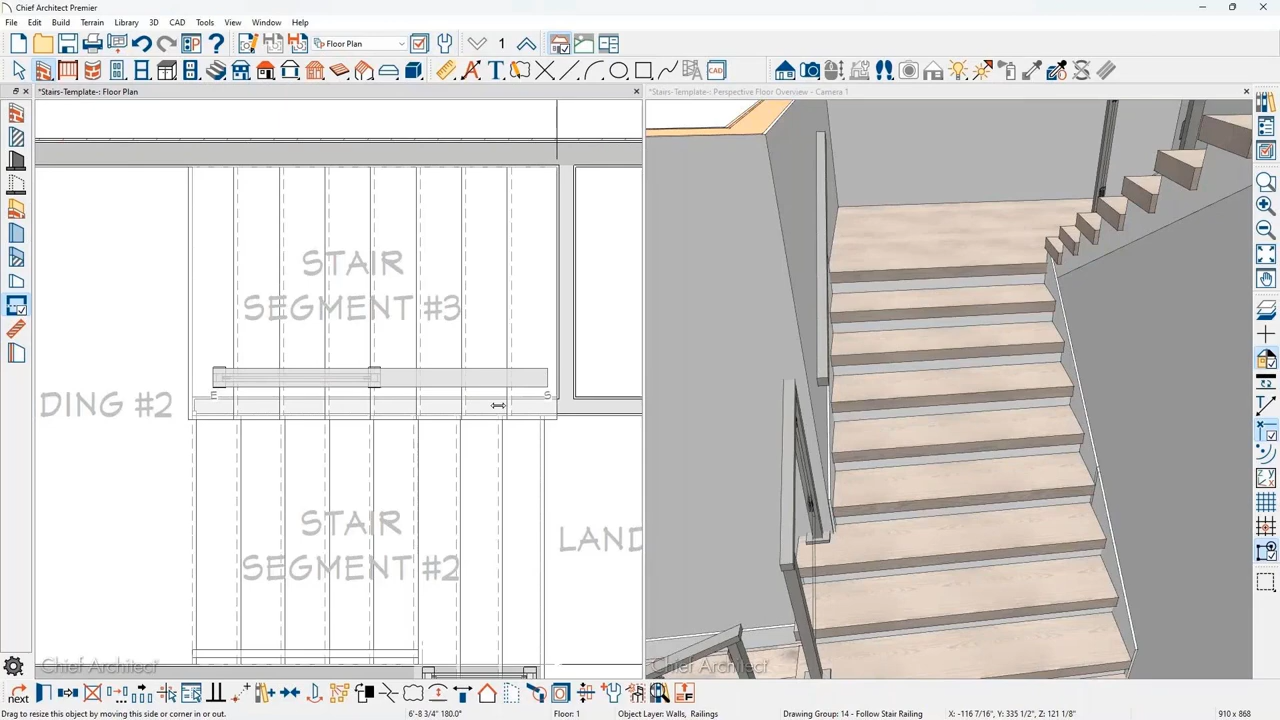 Chief Architect Premier
File Edit Build Terrain Library 3D CAD Tools View Window Help
Floor Plan
1
CAD
*Stairs-Template-: Floor Plan
*Stairs-Template-: Perspective Floor Overview - Camera 1
STAIR
SEGMENT #3
DING #2
STAIR
SEGMENT #2
LAND
Chief Architect
Chief Architect
next
Drag to resize this object by moving this side or corner in or out.
6'-8 3/4" 180.0°
Floor: 1
Object Layer: Walls, Railings
Drawing Group: 14 - Follow Stair Railing
X: -116 7/16", Y: 335 1/2", Z: 121 1/8"
910 x 868